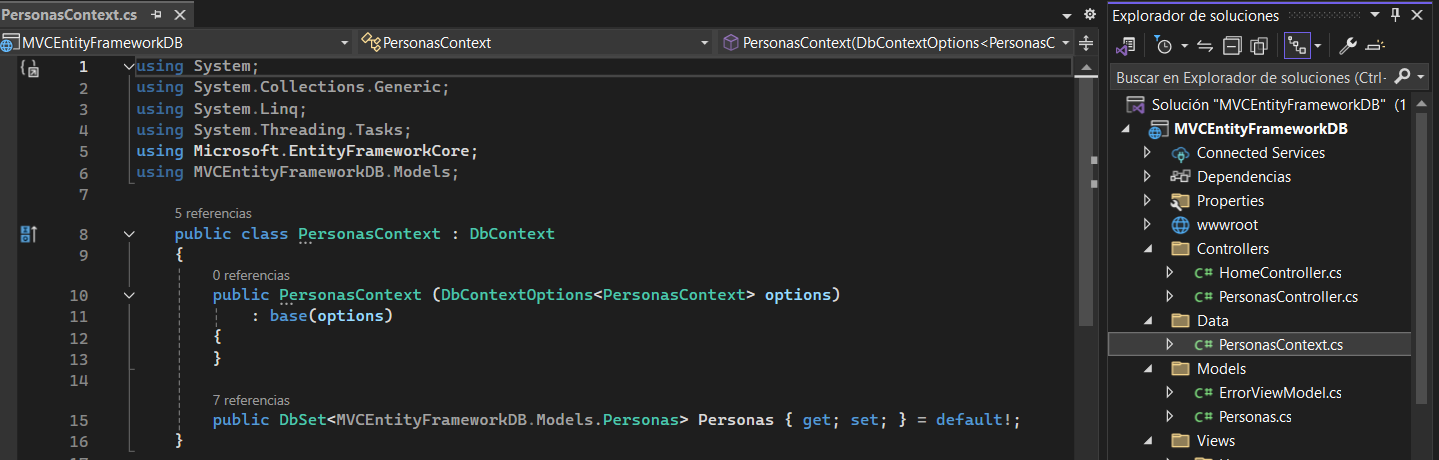 PersonasContext.cs
MVCEntityFrameworkDB
PersonasContext
PersonasContext(DbContextOptions<PersonasC
1 using System;
2 using System.Collections.Generic;
3 using System.Linq;
4 using System.Threading.Tasks;
5 using Microsoft.EntityFrameworkCore;
6 using MVCEntityFrameworkDB.Models;
7
5 referencias
8 public class PersonasContext : DbContext
9 {
0 referencias
10 public PersonasContext (DbContextOptions<PersonasContext> options)
11 : base(options)
12 {
13 }
14
7 referencias
15 public DbSet<MVCEntityFrameworkDB.Models.Personas> Personas { get; set; } = default!;
16 }
Explorador de soluciones
Buscar en Explorador de soluciones (Ctrl-
Solución "MVCEntityFrameworkDB" (1
MVCEntityFrameworkDB
Connected Services
Dependencias
Properties
wwwroot
Controllers
C# HomeController.cs
C# PersonasController.cs
Data
C# PersonasContext.cs
Models
C# ErrorViewModel.cs
C# Personas.cs
Views